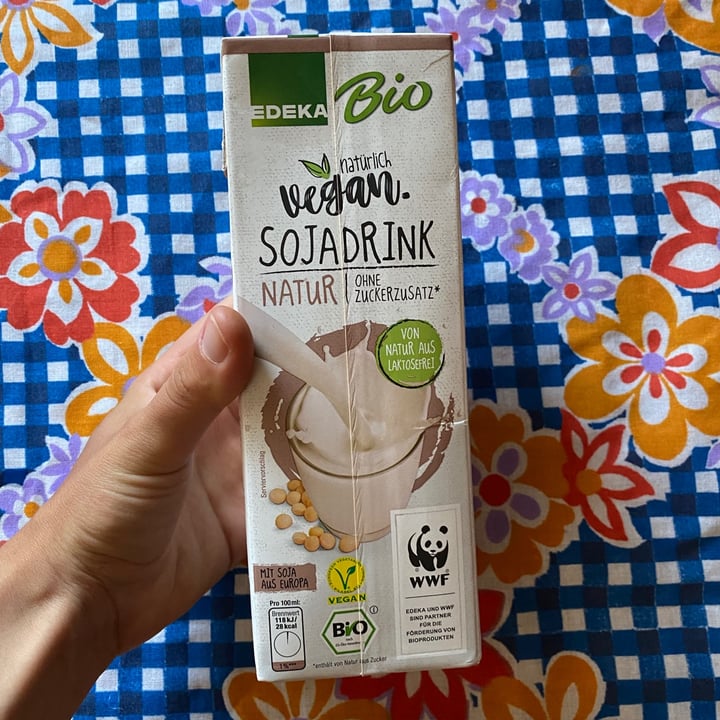 EDEKA Bio
natürlich
vegan.
SOJADRINK
NATUR
OHNE
ZUCKERZUSATZ*
VON
NATUR AUS
LAKTOSEFREI
Serviervorschlag
MIT SOJA
AUS EUROPA
Pro 100 ml:
Brennwert
118 kJ/
28 kcal
VEGAN
Bio
*enthält von Natur aus Zucker
WWF
EDEKA UND WWF
SIND PARTNER
FÜR DIE
FÖRDERUNG VON
BIOPRODUKTEN